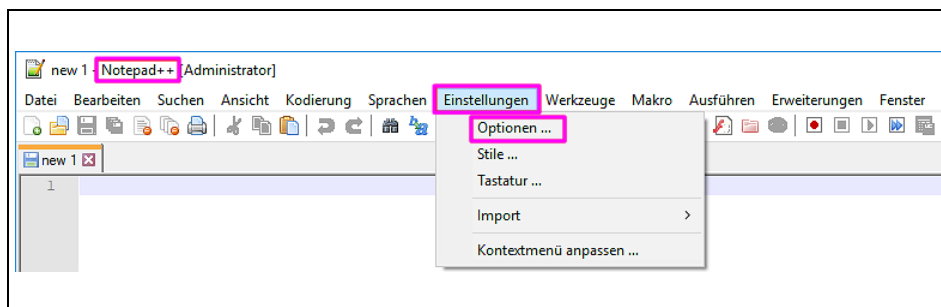 new 1 - Notepad++ [Administrator]
Datei Bearbeiten Suchen Ansicht Kodierung Sprachen Einstellungen Werkzeuge Makro Ausführen Erweiterungen Fenster
new 1
1
Optionen ...
Stile ...
Tastatur ...
Import
Kontextmenü anpassen ...